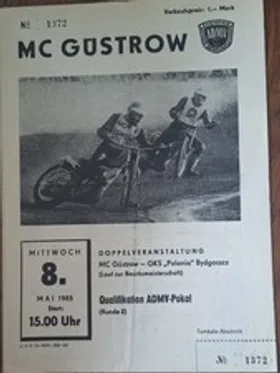 № 1372
Verkaufspreis: 1,- Mark
MC GÜSTROW
ADMV
MITTWOCH
8.
MAI 1985
Start:
15.00 Uhr
DOPPELVERANSTALTUNG
MC Güstrow – GKS „Polonia“ Bydgoszcz
(Lauf zur Bezirksmeisterschaft)
Qualifikation ADMV-Pokal
(Runde 2)
Tombola-Abschnitt
№ 1372